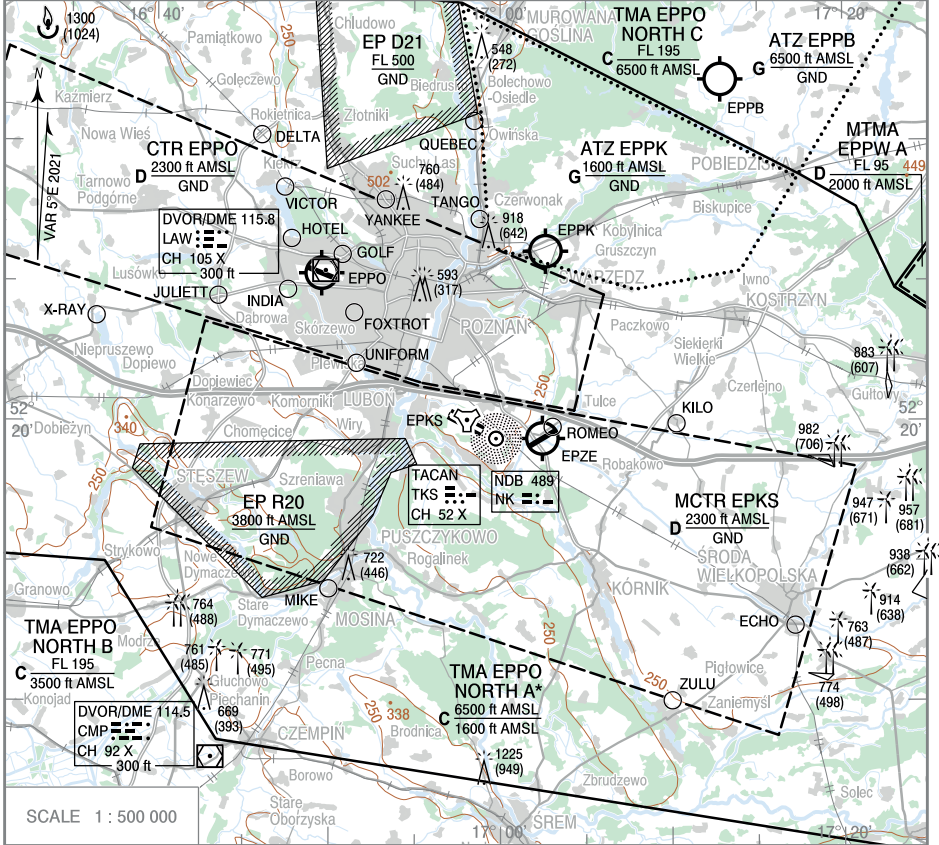 1300
(1024)
16° 40'
Pamiątkowo
250
Chludowo
EP D21
FL 500
GND
Biedrusko
17° 00'
MUROWANA
GOŚLINA
548
(272)
Bolechowo
-Osiedle
TMA EPPO
NORTH C
C FL 195
6500 ft AMSL
17° 20'
ATZ EPPB
G 6500 ft AMSL
GND
EPPB
N
VAR 5°E 2021
Kaźmierz
Gołęczewo
Rokietnica
Złotniki
DELTA
Nowa Wieś
CTR EPPO
D 2300 ft AMSL
GND
Kiekrz
Suchy Las
QUEBEC
Owińska
ATZ EPPK
G 1600 ft AMSL
GND
POBIEDZISKA
MTMA
EPPW A
D FL 95
2000 ft AMSL
449
Tarnowo
Podgórne
VICTOR
502
760
(484)
YANKEE
TANGO
Czerwonak
918
(642)
Biskupice
DVOR/DME 115.8
LAW
CH 105 X
300 ft
HOTEL
GOLF
EPPO
EPPK
Kobylnica
Gruszczyn
Lusówko
JULIETT
INDIA
Dąbrowa
593
(317)
SWARZĘDZ
Iwno
KOSTRZYN
X-RAY
Skórzewo
FOXTROT
POZNAŃ
Paczkowo
Siekierki
Wielkie
Niepruszewo
Dopiewo
Plewiska
UNIFORM
250
883
(607)
Gułtowy
Dopiewiec
Konarzewo
Komorniki
LUBOŃ
Tulce
Czerlejno
52°
20'
Dobieżyn
340
Chomęcice
Wiry
EPKS
ROMEO
EPZE
KILO
52°
20'
982
(706)
Robakowo
250
STĘSZEW
Szreniawa
EP R20
3800 ft AMSL
GND
TACAN
TKS
CH 52 X
NDB 489
NK
MCTR EPKS
D 2300 ft AMSL
GND
947
(671)
957
(681)
Strykowo
PUSZCZYKOWO
Rogalinek
938
(662)
Granowo
Nowe
Dymaczewo
722
(446)
MIKE
KÓRNIK
ŚRODA
WIELKOPOLSKA
914
(638)
764
(488)
Stare
Dymaczewo
MOSINA
ECHO
763
(487)
TMA EPPO
NORTH B
C FL 195
3500 ft AMSL
Modrze
761
(485)
771
(495)
Pecna
250
Głuchowo
Piechanin
Konojad
669
(393)
250
338
Brodnica
TMA EPPO
NORTH A*
C 6500 ft AMSL
1600 ft AMSL
250
ZULU
Pigłowice
Zaniemyśl
774
(498)
DVOR/DME 114.5
CMP
CH 92 X
300 ft
CZEMPIŃ
1225
(949)
Borowo
Zbrudzewo
Solec
SCALE 1 : 500 000
Stare
Oborzyska
17° 00'
ŚREM
17° 20'